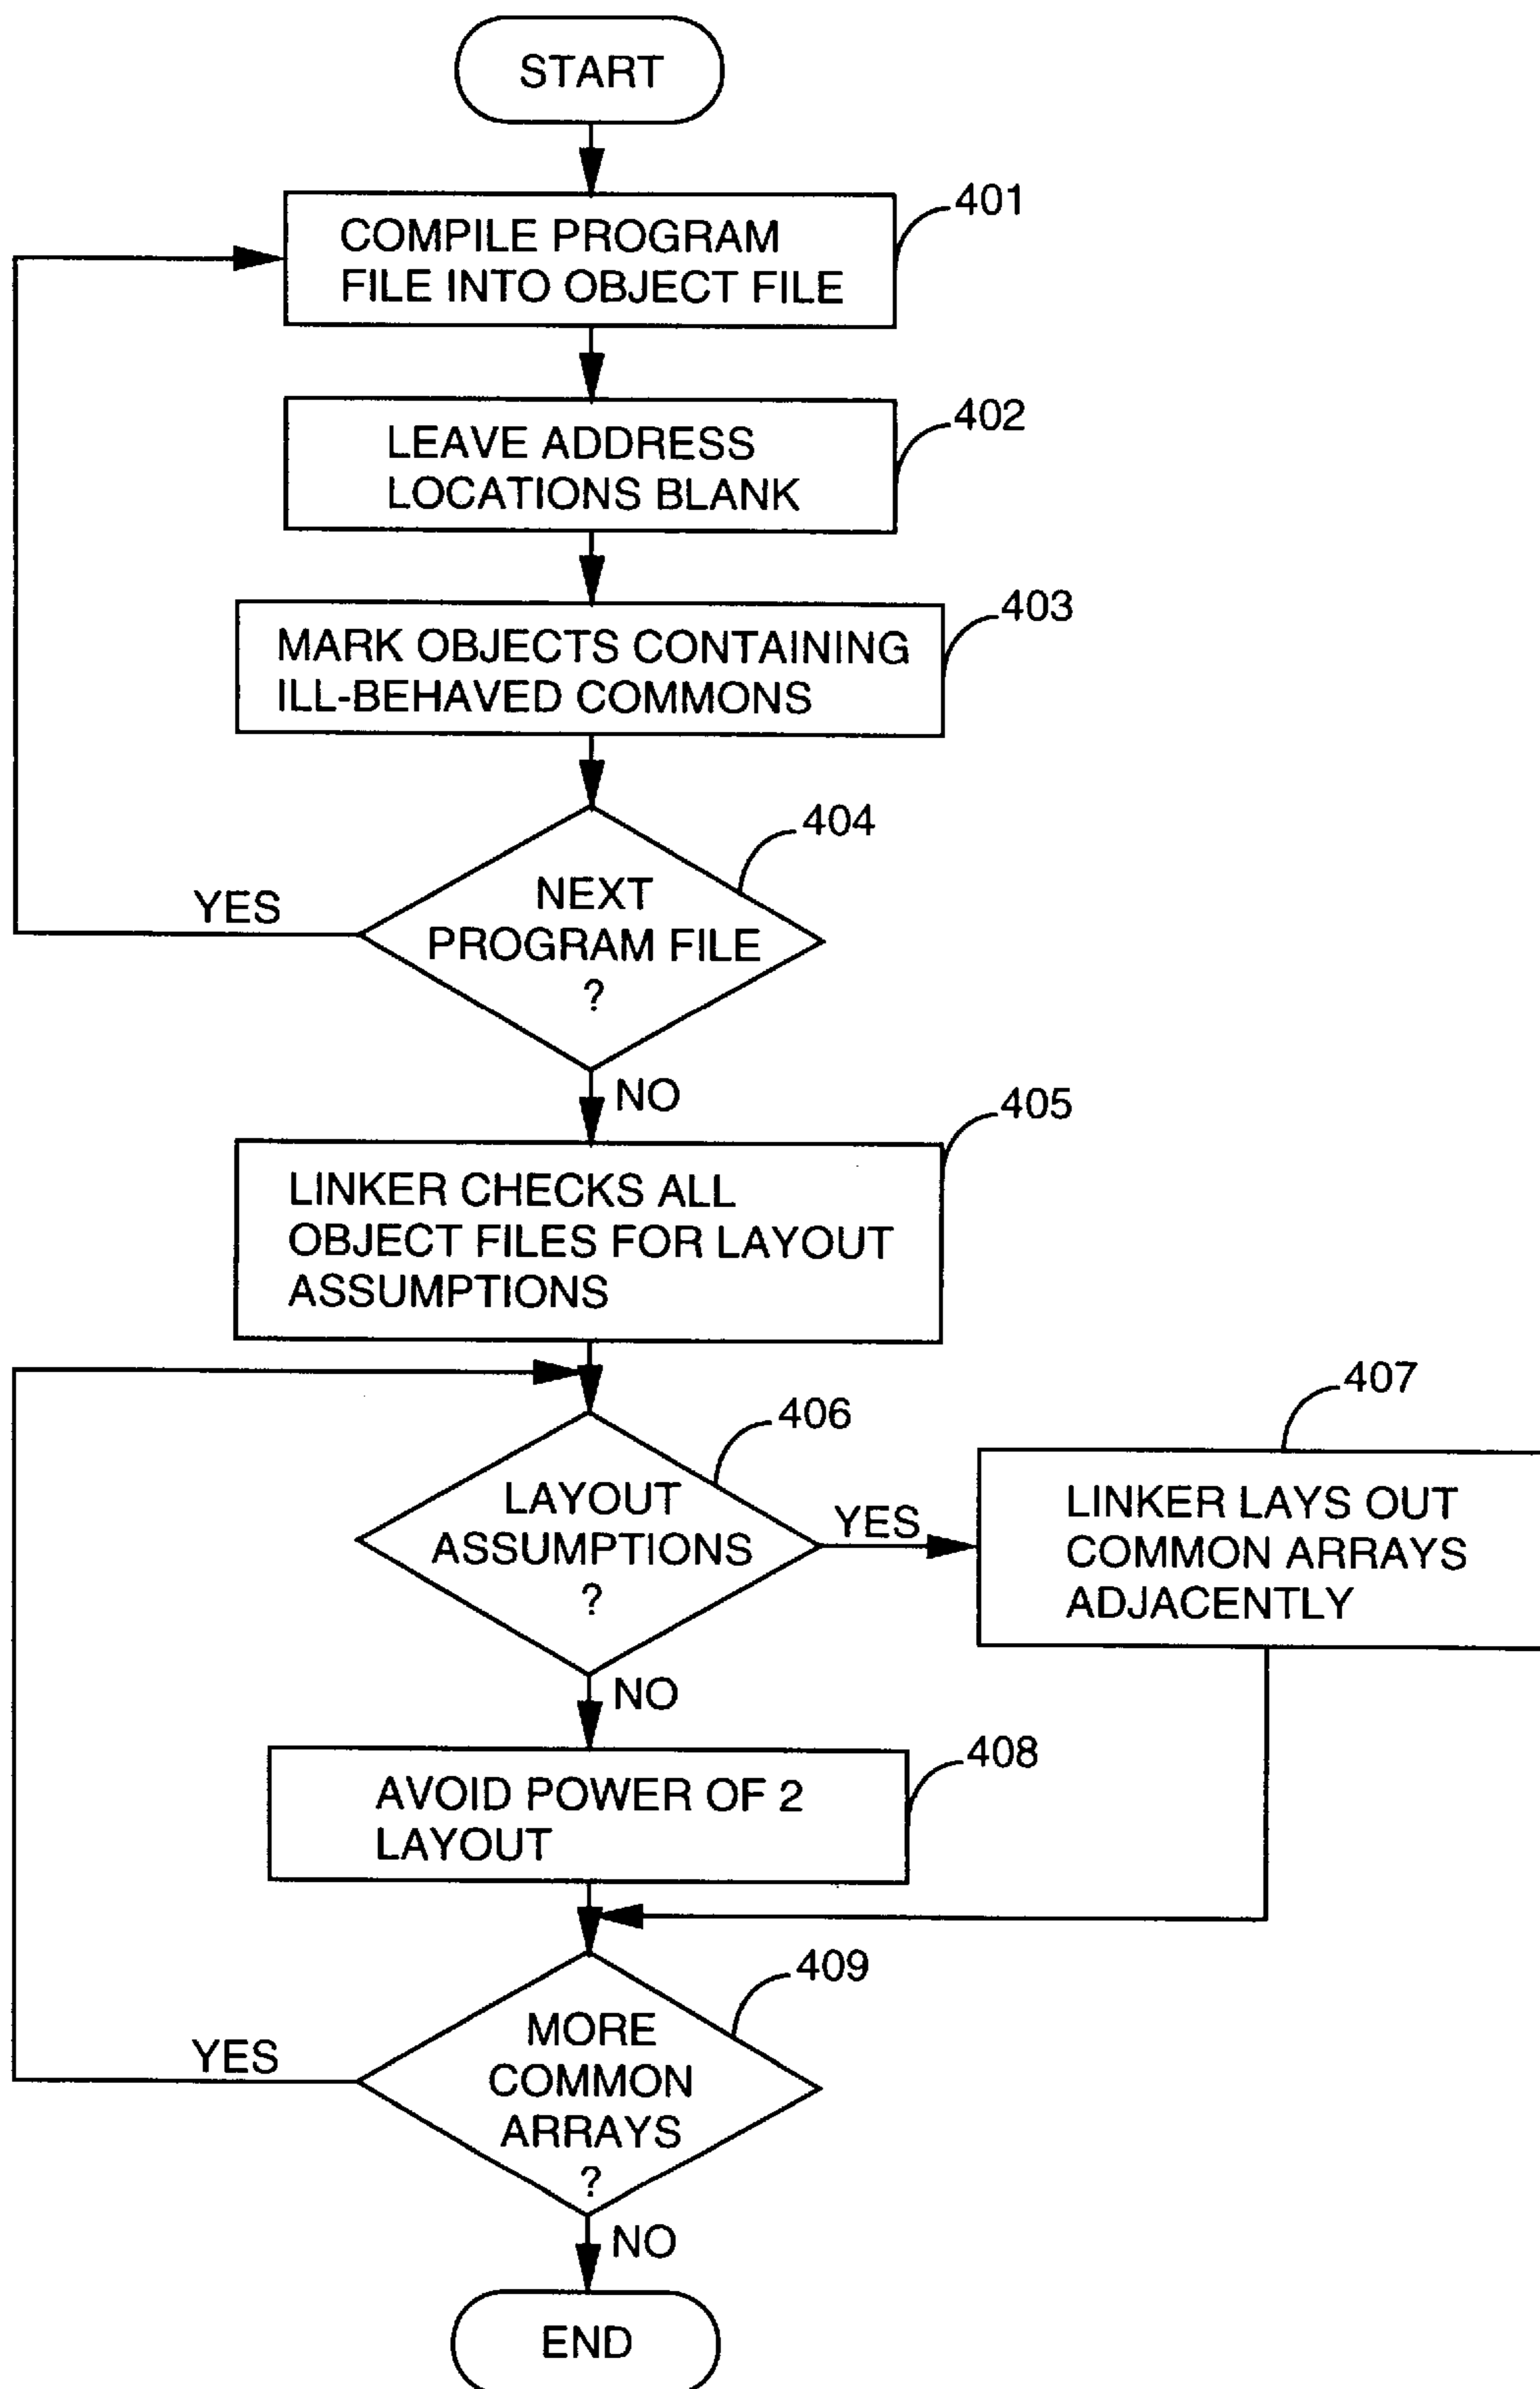 START
401
COMPILE PROGRAM
FILE INTO OBJECT FILE
402
LEAVE ADDRESS
LOCATIONS BLANK
403
MARK OBJECTS CONTAINING
ILL-BEHAVED COMMONS
404
NEXT
PROGRAM FILE
?
YES
NO
405
LINKER CHECKS ALL
OBJECT FILES FOR LAYOUT
ASSUMPTIONS
406
LAYOUT
ASSUMPTIONS
?
YES
407
LINKER LAYS OUT
COMMON ARRAYS
ADJACENTLY
NO
408
AVOID POWER OF 2
LAYOUT
409
MORE
COMMON
ARRAYS
?
YES
NO
END